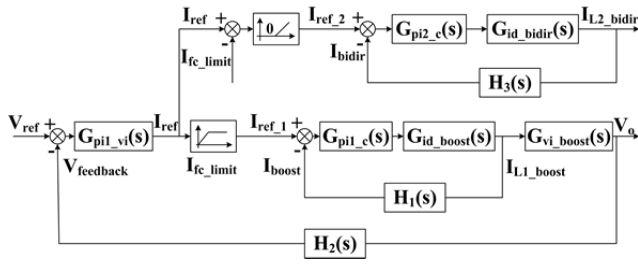 I_ref + - I_fc_limit 0 I_ref_2 + - I_bidir G_pi2_c(s) G_id_bidir(s) I_L2_bidir
H_3(s)
V_ref + - V_feedback G_pi1_vi(s) I_ref I_fc_limit I_ref_1 + - I_boost G_pi1_c(s) G_id_boost(s) I_L1_boost G_vi_boost(s) V_o
H_1(s)
H_2(s)